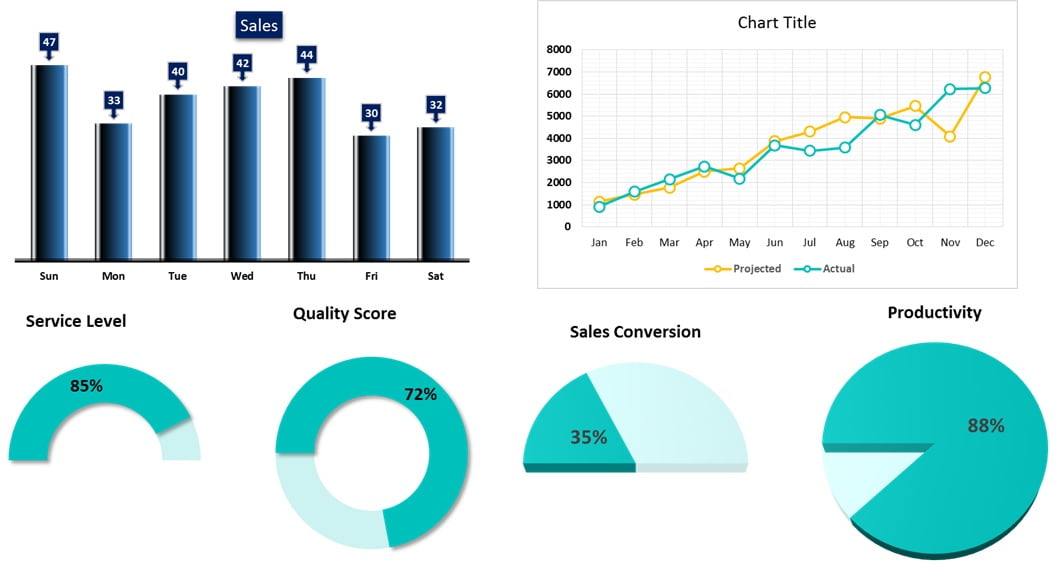 Sales
47
33
40
42
44
30
32
Sun Mon Tue Wed Thu Fri Sat
Chart Title
8000
7000
6000
5000
4000
3000
2000
1000
0
Jan Feb Mar Apr May Jun Jul Aug Sep Oct Nov Dec
Projected Actual
Service Level
85%
Quality Score
72%
Sales Conversion
35%
Productivity
88%